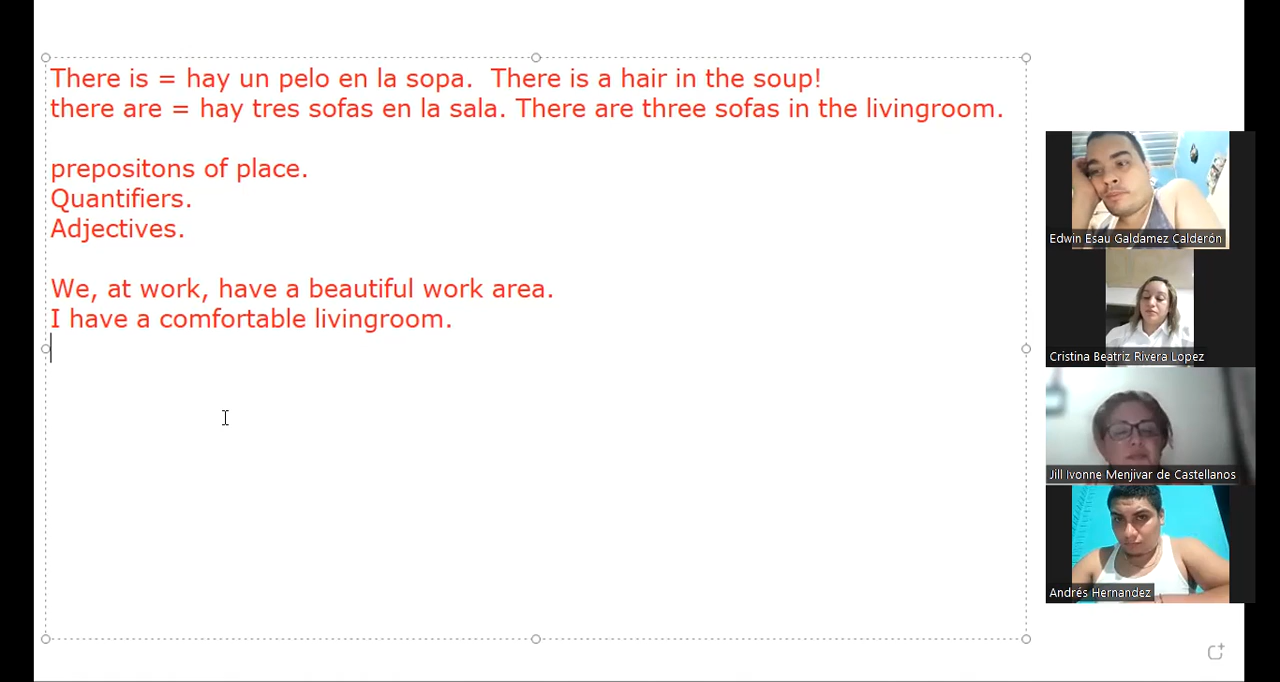 There is = hay un pelo en la sopa.  There is a hair in the soup!
there are = hay tres sofas en la sala. There are three sofas in the livingroom.
prepositons of place.
Quantifiers.
Adjectives.
We, at work, have a beautiful work area.
I have a comfortable livingroom.
Edwin Esau Galdamez Calderón
Cristina Beatriz Rivera Lopez
Jill Ivonne Menjivar de Castellanos
Andrés Hernandez